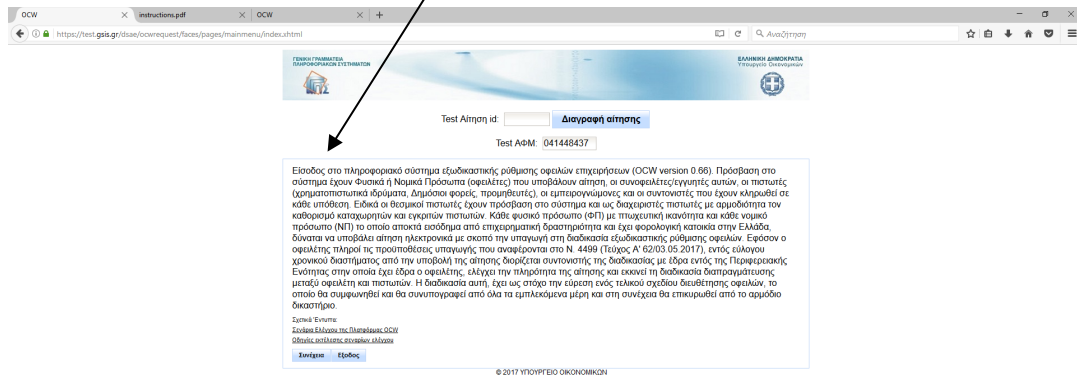 OCW instructions.pdf OCW
https://test.gsis.gr/dsae/ocwrequest/faces/pages/mainmenu/index.xhtml Αναζήτηση
ΓΕΝΙΚΗ ΓΡΑΜΜΑΤΕΙΑ
ΠΛΗΡΟΦΟΡΙΑΚΩΝ ΣΥΣΤΗΜΑΤΩΝ
ΕΛΛΗΝΙΚΗ ΔΗΜΟΚΡΑΤΙΑ
Υπουργείο Οικονομικών
Test Αίτηση id: Διαγραφή αίτησης
Test ΑΦΜ: 041448437
Είσοδος στο πληροφοριακό σύστημα εξωδικαστικής ρύθμισης οφειλών επιχειρήσεων (OCW version 0.66). Πρόσβαση στο
σύστημα έχουν Φυσικά ή Νομικά Πρόσωπα (οφειλέτες) που υποβάλουν αίτηση, οι συνοφειλέτες/εγγυητές αυτών, οι πιστωτές
(χρηματοπιστωτικά ιδρύματα, Δημόσιοι φορείς, προμηθευτές), οι εμπειρογνώμονες και οι συντονιστές που έχουν κληρωθεί σε
κάθε υπόθεση. Ειδικά οι θεσμικοί πιστωτές έχουν πρόσβαση στο σύστημα και ως διαχειριστές πιστωτές με αρμοδιότητα τον
καθορισμό καταχωρητών και εγκριτών πιστωτών. Κάθε φυσικό πρόσωπο (ΦΠ) με πτωχευτική ικανότητα και κάθε νομικό
πρόσωπο (ΝΠ) το οποίο αποκτά εισόδημα από επιχειρηματική δραστηριότητα και έχει φορολογική κατοικία στην Ελλάδα,
δύναται να υποβάλει αίτηση ηλεκτρονικά με σκοπό την υπαγωγή στη διαδικασία εξωδικαστικής ρύθμισης οφειλών. Εφόσον ο
οφειλέτης πληροί τις προϋποθέσεις υπαγωγής που αναφέρονται στο Ν. 4499 (Τεύχος Α' 62/03.05.2017), εντός εύλογου
χρονικού διαστήματος από την υποβολή της αίτησης διορίζεται συντονιστής της διαδικασίας με έδρα εντός της Περιφερειακής
Ενότητας στην οποία έχει έδρα ο οφειλέτης, ελέγχει την πληρότητα της αίτησης και εκκινεί τη διαδικασία διαπραγμάτευσης
μεταξύ οφειλέτη και πιστωτών. Η διαδικασία αυτή, έχει ως στόχο την εύρεση ενός τελικού σχεδίου διευθέτησης οφειλών, το
οποίο θα συμφωνηθεί και θα συνυπογραφεί από όλα τα εμπλεκόμενα μέρη και στη συνέχεια θα επικυρωθεί από το αρμόδιο
δικαστήριο.
Σχετικά Έντυπα:
Σενάρια Ελέγχου της Πλατφόρμας OCW
Οδηγίες εκτέλεσης σεναρίων ελέγχου
Συνέχεια Εξοδος
© 2017 ΥΠΟΥΡΓΕΙΟ ΟΙΚΟΝΟΜΙΚΩΝ